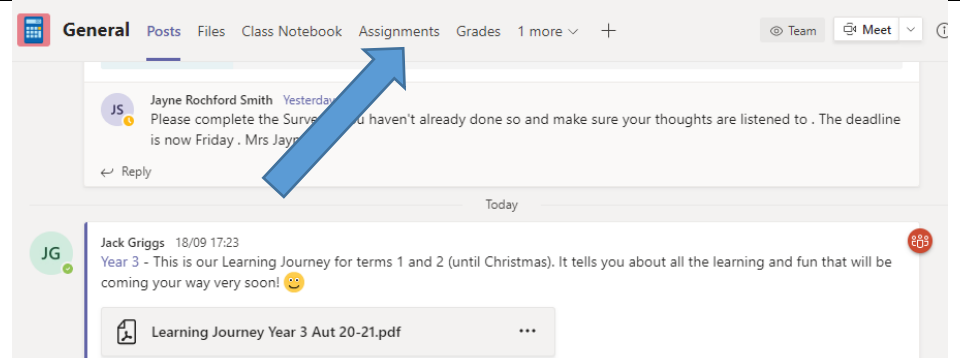 General Posts Files Class Notebook Assignments Grades 1 more Team Meet
JS Jayne Rochford Smith Yesterday
Please complete the Surve u haven't already done so and make sure your thoughts are listened to . The deadline
is now Friday . Mrs Jay
Reply
Today
JG Jack Griggs 18/09 17:23
Year 3 - This is our Learning Journey for terms 1 and 2 (until Christmas). It tells you about all the learning and fun that will be
coming your way very soon!
Learning Journey Year 3 Aut 20-21.pdf